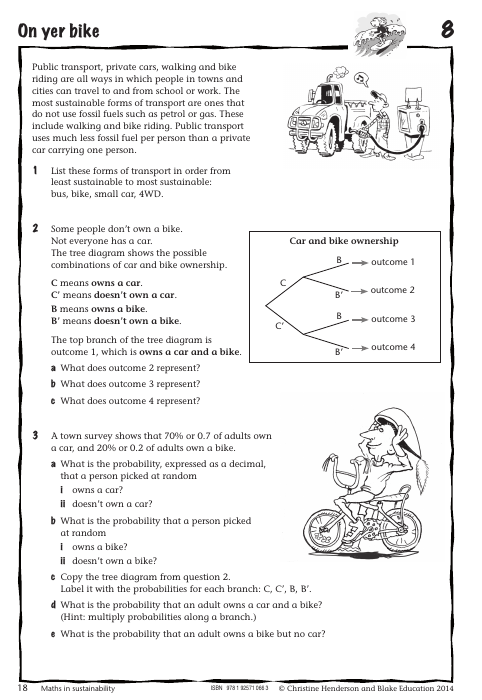 On yer bike
8
Public transport, private cars, walking and bike
riding are all ways in which people in towns and
cities can travel to and from school or work. The
most sustainable forms of transport are ones that
do not use fossil fuels such as petrol or gas. These
include walking and bike riding. Public transport
uses much less fossil fuel per person than a private
car carrying one person.
1 List these forms of transport in order from
least sustainable to most sustainable:
bus, bike, small car, 4WD.
2 Some people don't own a bike.
Not everyone has a car.
The tree diagram shows the possible
combinations of car and bike ownership.
C means owns a car.
C' means doesn't own a car.
B means owns a bike.
B' means doesn't own a bike.
The top branch of the tree diagram is
outcome 1, which is owns a car and a bike.
a What does outcome 2 represent?
b What does outcome 3 represent?
c What does outcome 4 represent?
Car and bike ownership
B outcome 1
C
B' outcome 2
B outcome 3
C'
B' outcome 4
3 A town survey shows that 70% or 0.7 of adults own
a car, and 20% or 0.2 of adults own a bike.
a What is the probability, expressed as a decimal,
that a person picked at random
i owns a car?
ii doesn't own a car?
b What is the probability that a person picked
at random
i owns a bike?
ii doesn't own a bike?
c Copy the tree diagram from question 2.
Label it with the probabilities for each branch: C, C', B, B'.
d What is the probability that an adult owns a car and a bike?
(Hint: multiply probabilities along a branch.)
e What is the probability that an adult owns a bike but no car?
18 Maths in sustainability
ISBN 978 1 92571 066 3 © Christine Henderson and Blake Education 2014